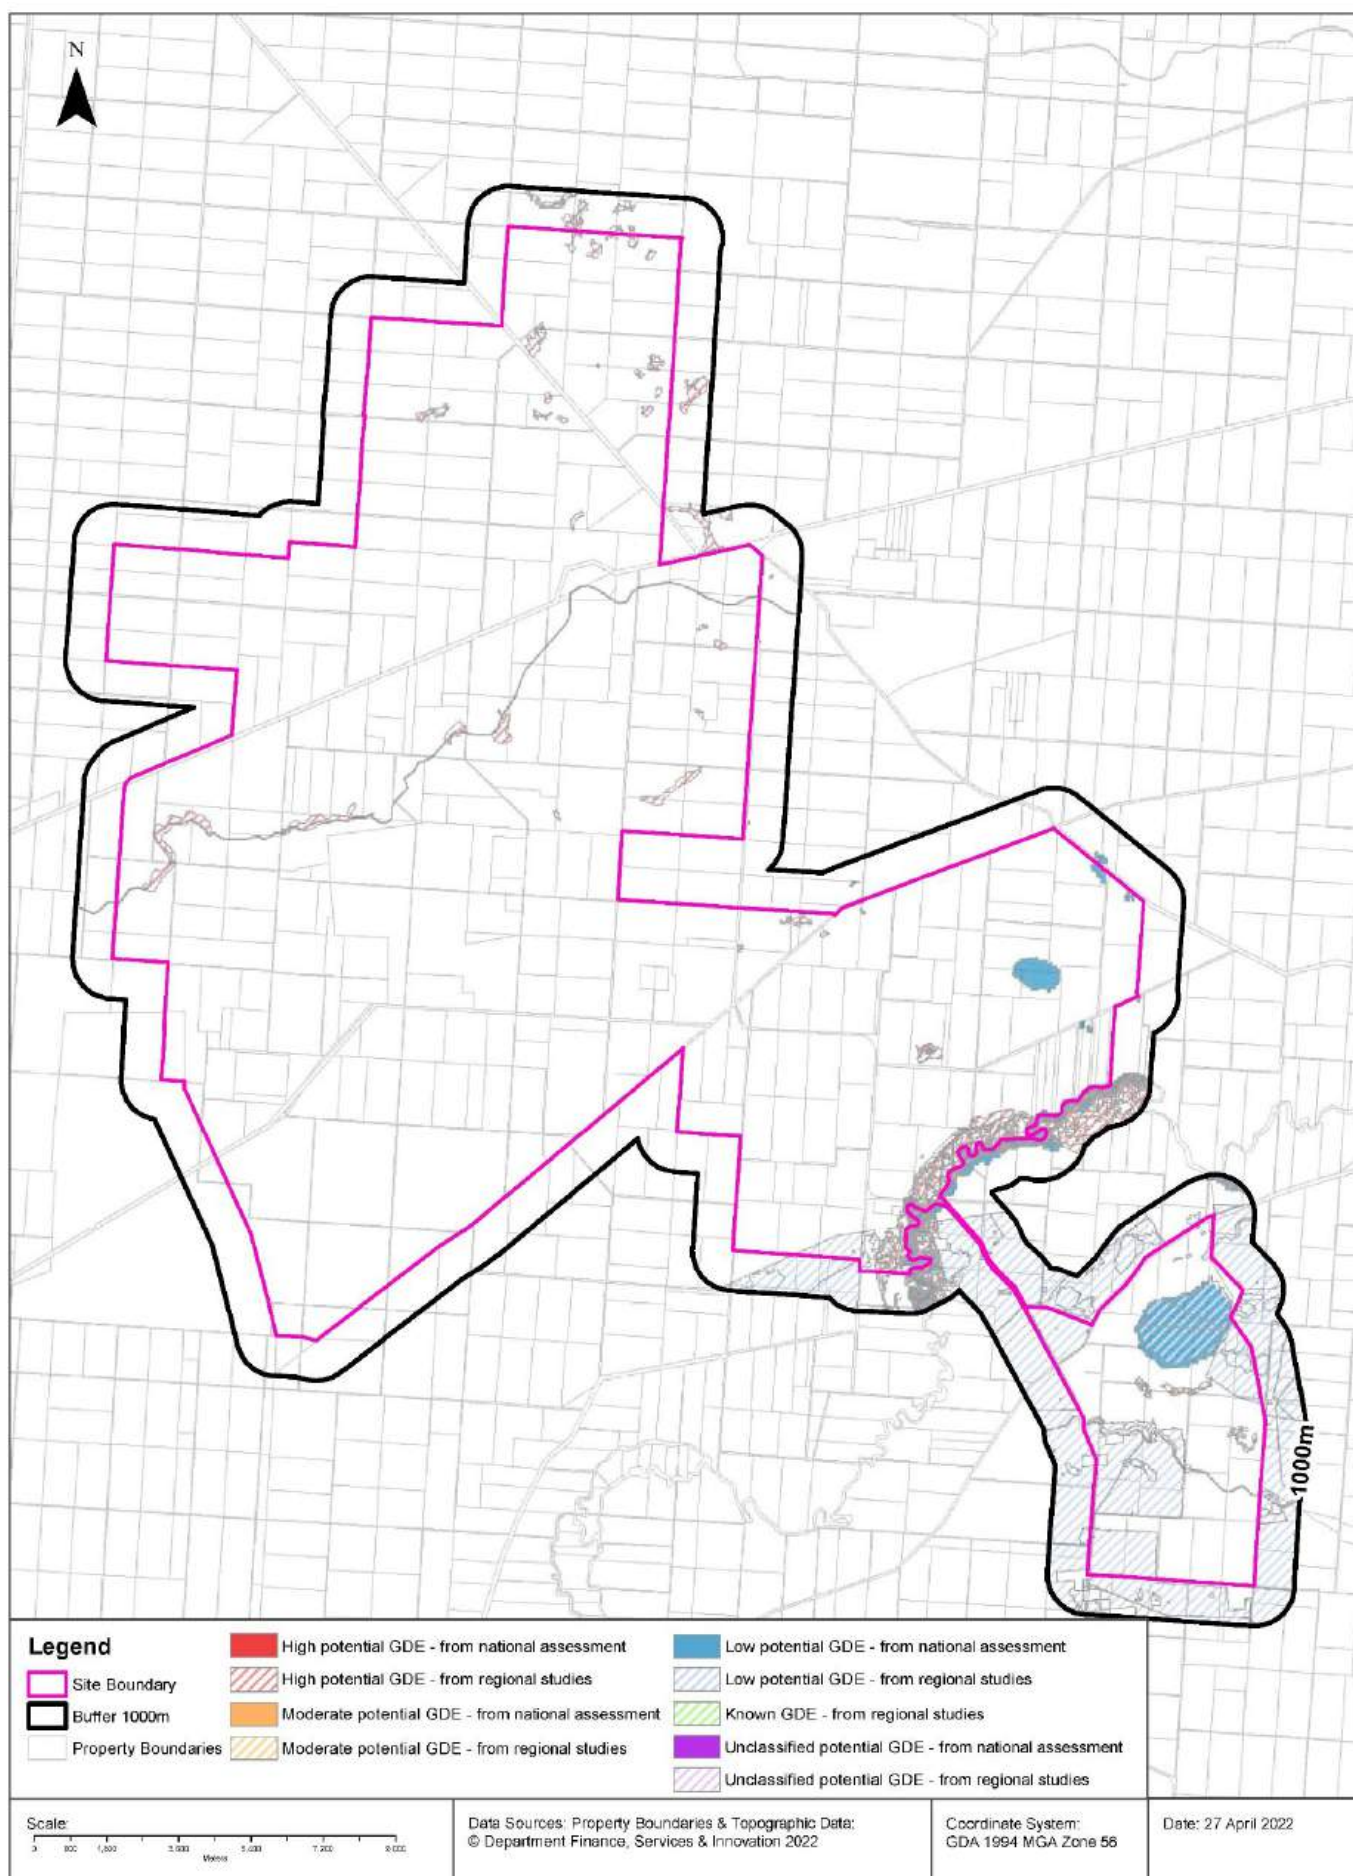 N
1000m
Legend
Site Boundary
Buffer 1000m
Property Boundaries
High potential GDE - from national assessment
High potential GDE - from regional studies
Moderate potential GDE - from national assessment
Moderate potential GDE - from regional studies
Low potential GDE - from national assessment
Low potential GDE - from regional studies
Known GDE - from regional studies
Unclassified potential GDE - from national assessment
Unclassified potential GDE - from regional studies
Scale:
Meters
Data Sources: Property Boundaries & Topographic Data:
© Department Finance, Services & Innovation 2022
Coordinate System:
GDA 1994 MGA Zone 56
Date: 27 April 2022